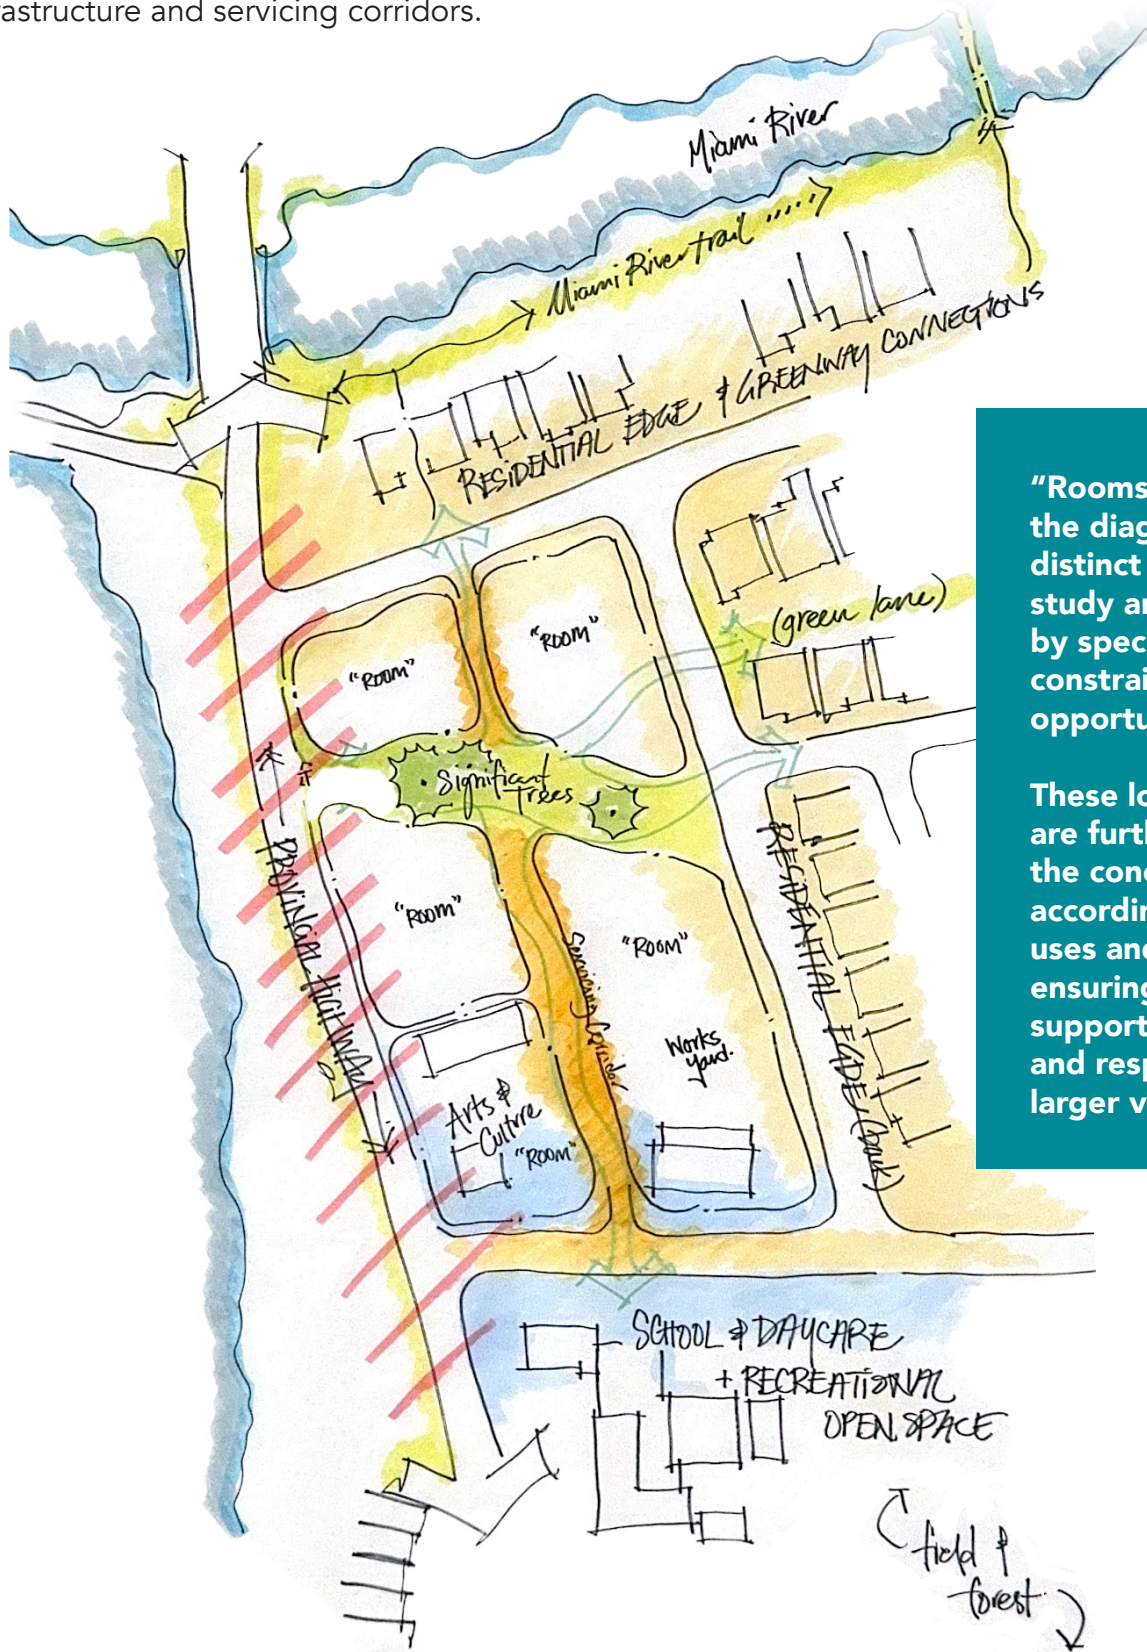 rastructure and servicing corridors.
Miami River
Miami River trail
RESIDENTIAL EDGE & GREENWAY CONNECTIONS
"ROOM"
"ROOM"
(green lane)
Significant
Trees
PROVINCIAL HIGHWAY
"ROOM"
"ROOM"
Servicing Corridor
Works
yard.
RESIDENTIAL EGDE (back)
Arts &
Culture
"ROOM"
SCHOOL & DAYCARE
+ RECREATIONAL
OPEN SPACE
field &
forest
"Rooms
the diag
distinct
study ar
by spec
constrai
opportu
These lo
are furth
the conc
accordin
uses and
ensuring
support
and resp
larger v